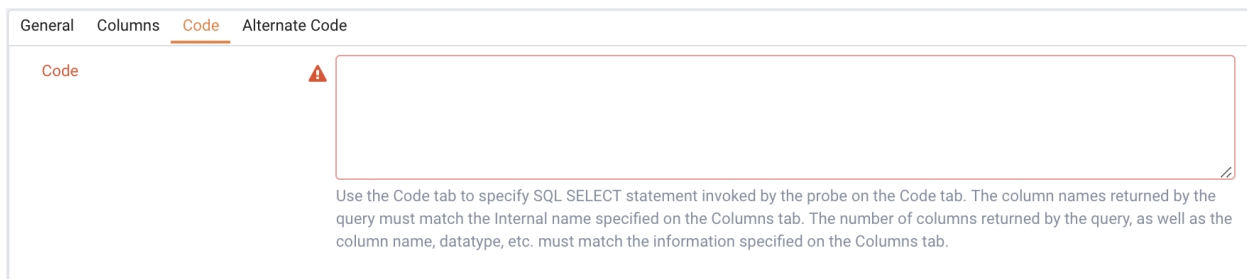 General Columns Code Alternate Code
Code
Use the Code tab to specify SQL SELECT statement invoked by the probe on the Code tab. The column names returned by the
query must match the Internal name specified on the Columns tab. The number of columns returned by the query, as well as the
column name, datatype, etc. must match the information specified on the Columns tab.